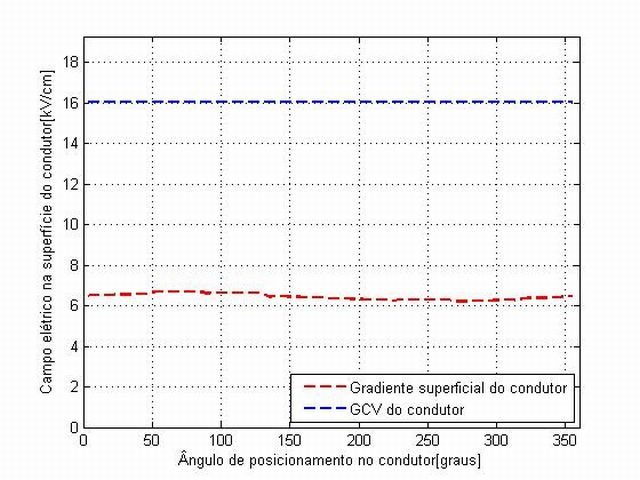 18
16
14
12
10
8
6
4
2
0
Campo elétrico na superfície do condutor[kV/cm]
Gradiente superficial do condutor
GCV do condutor
0 50 100 150 200 250 300 350
Ângulo de posicionamento no condutor[graus]